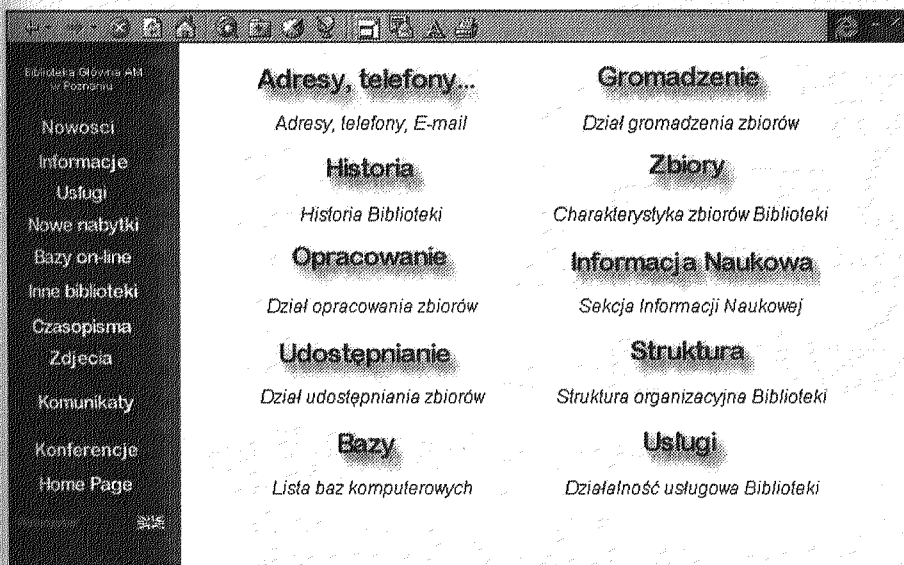 Biblioteka Główna AM
w Poznaniu
Nowosci
Informacje
Usługi
Nowe nabytki
Bazy on-line
Inne biblioteki
Czasopisma
Zdjecia
Komunikaty
Konferencje
Home Page
Adresy, telefony...
Adresy, telefony, E-mail
Gromadzenie
Dział gromadzenia zbiorów
Historia
Historia Biblioteki
Zbiory
Charakterystyka zbiorów Biblioteki
Opracowanie
Dział opracowania zbiorów
Informacja Naukowa
Sekcja Informacji Naukowej
Udostępnianie
Dział udostępniania zbiorów
Struktura
Struktura organizacyjna Biblioteki
Bazy
Lista baz komputerowych
Usługi
Działalność usługowa Biblioteki